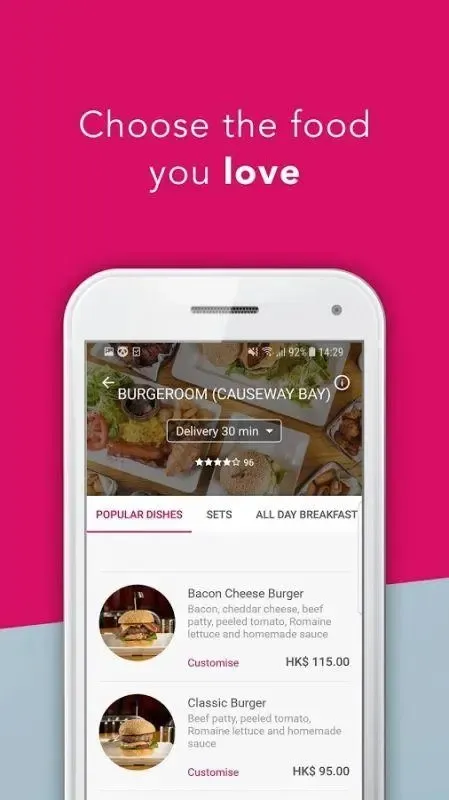 Choose the food
you love
92% 14:29
BURGEROOM (CAUSEWAY BAY)
Delivery 30 min
96
POPULAR DISHES SETS ALL DAY BREAKFAST
Bacon Cheese Burger
Bacon, cheddar cheese, beef
patty, peeled tomato, Romaine
lettuce and homemade sauce
Customise HK$ 115.00
Classic Burger
Beef patty, peeled tomato,
Romaine lettuce and homemade
sauce
Customise HK$ 95.00